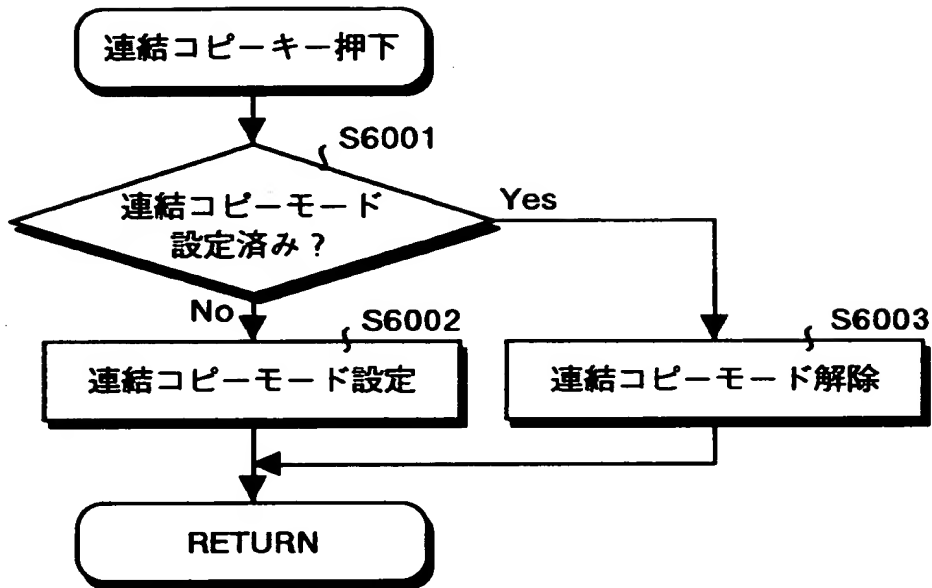 連結コピーキー押下
S6001
連結コピーモード
設定済み？
Yes
No
S6002
S6003
連結コピーモード設定
連結コピーモード解除
RETURN